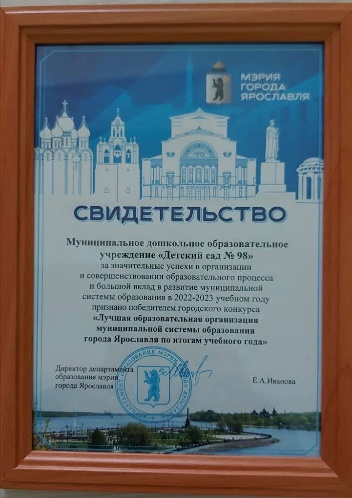 МЭРИЯ
ГОРОДА
ЯРОСЛАВЛЯ
СВИДЕТЕЛЬСТВО
Муниципальное дошкольное образовательное
учреждение «Детский сад № 98»
за значительные успехи в организации
и совершенствовании образовательного процесса
и большой вклад в развитие муниципальной
системы образования в 2022-2023 учебном году
признано победителем городского конкурса
«Лучшая образовательная организация
муниципальной системы образования
города Ярославля по итогам учебного года»
Директор департамента
образования мэрии
города Ярославля
Е.А.Иванова